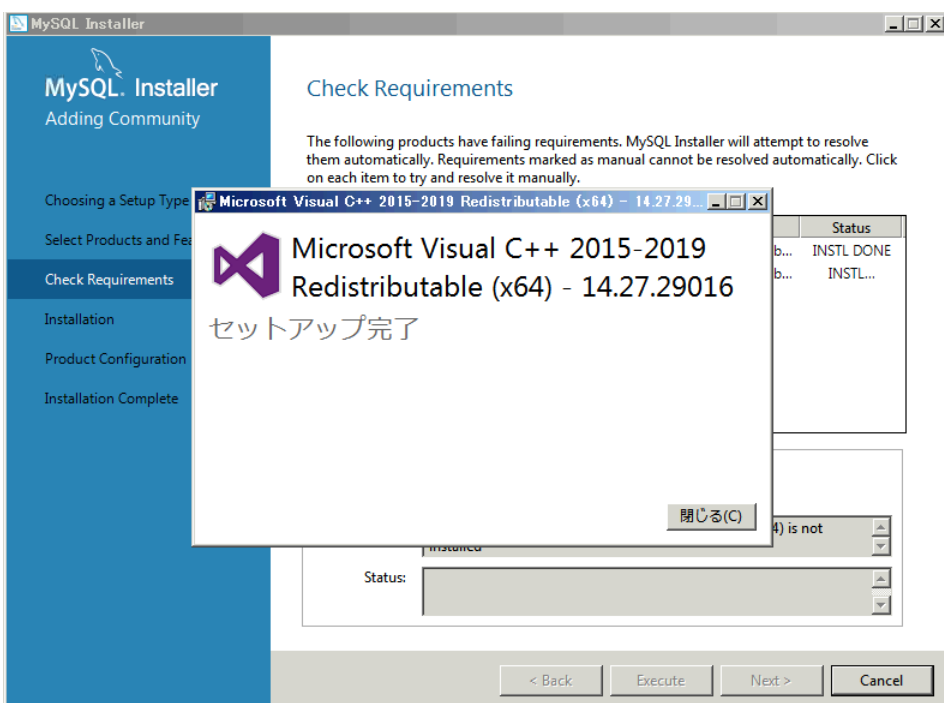 MySQL Installer
MySQL. Installer
Adding Community
Choosing a Setup Type
Select Products and Fea
Check Requirements
Installation
Product Configuration
Installation Complete
Check Requirements
The following products have failing requirements. MySQL Installer will attempt to resolve
them automatically. Requirements marked as manual cannot be resolved automatically. Click
on each item to try and resolve it manually.
Status
b... INSTL DONE
b... INSTL...
Microsoft Visual C++ 2015-2019 Redistributable (x64) - 14.27.29...
Microsoft Visual C++ 2015-2019
Redistributable (x64) - 14.27.29016
セットアップ完了
閉じる(C)
4) is not
installed
Status:
< Back
Execute
Next >
Cancel